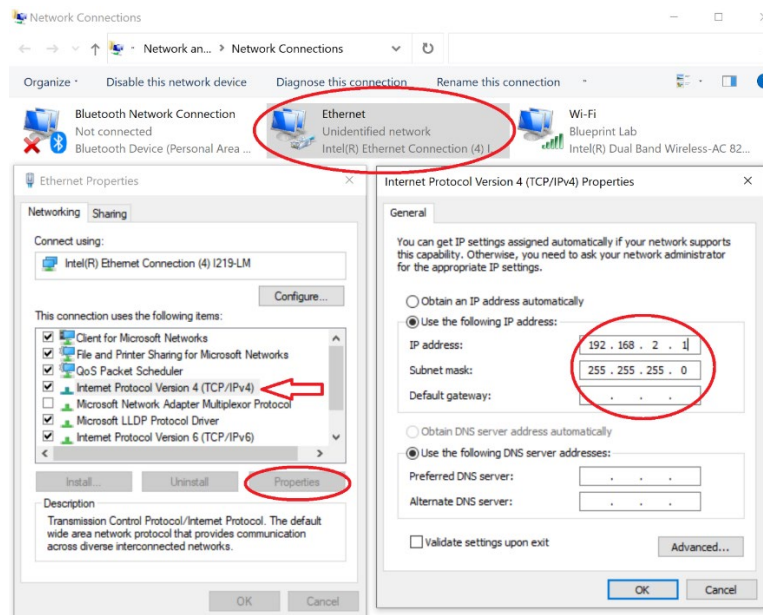 Network Connections
Network an... > Network Connections
Organize
Disable this network device
Diagnose this connection
Rename this connection
Bluetooth Network Connection
Not connected
Bluetooth Device (Personal Area ...
Ethernet
Unidentified network
Intel(R) Ethernet Connection (4) I...
Wi-Fi
Blueprint Lab
Intel(R) Dual Band Wireless-AC 82...
Ethernet Properties
Networking
Sharing
Connect using:
Intel(R) Ethernet Connection (4) I219-LM
Configure...
This connection uses the following items:
Client for Microsoft Networks
File and Printer Sharing for Microsoft Networks
QoS Packet Scheduler
Internet Protocol Version 4 (TCP/IPv4)
Microsoft Network Adapter Multiplexor Protocol
Microsoft LLDP Protocol Driver
Internet Protocol Version 6 (TCP/IPv6)
Install...
Uninstall
Properties
Description
Transmission Control Protocol/Internet Protocol. The default
wide area network protocol that provides communication
across diverse interconnected networks.
OK
Cancel
Internet Protocol Version 4 (TCP/IPv4) Properties
General
You can get IP settings assigned automatically if your network supports
this capability. Otherwise, you need to ask your network administrator
for the appropriate IP settings.
Obtain an IP address automatically
Use the following IP address:
IP address:
192 . 168 . 2 . 1
Subnet mask:
255 . 255 . 255 . 0
Default gateway:
. . .
Obtain DNS server address automatically
Use the following DNS server addresses:
Preferred DNS server:
. . .
Alternate DNS server:
. . .
Validate settings upon exit
Advanced...
OK
Cancel